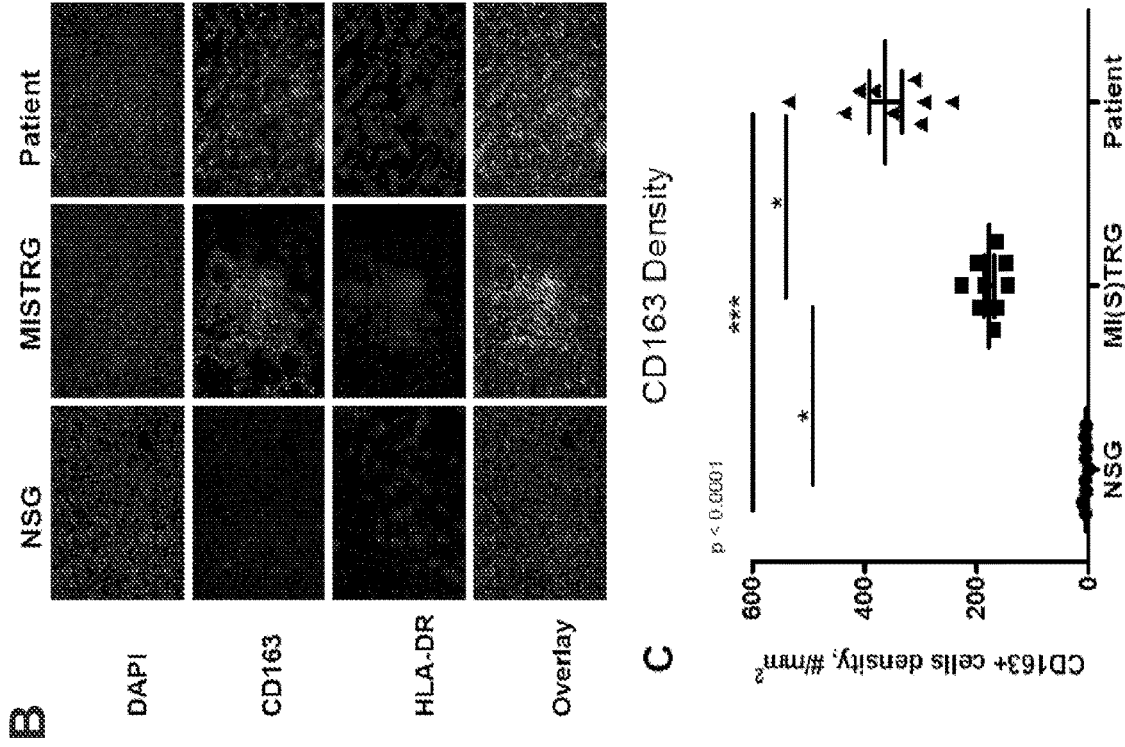 B
NSG MISTRG Patient
DAPI
CD163
HLA-DR
Overlay
C
CD163 Density
p < 0.0001
***
*
*
CD163+ cells density, #/mm²
600
400
200
0
NSG MI(S)TRG Patient